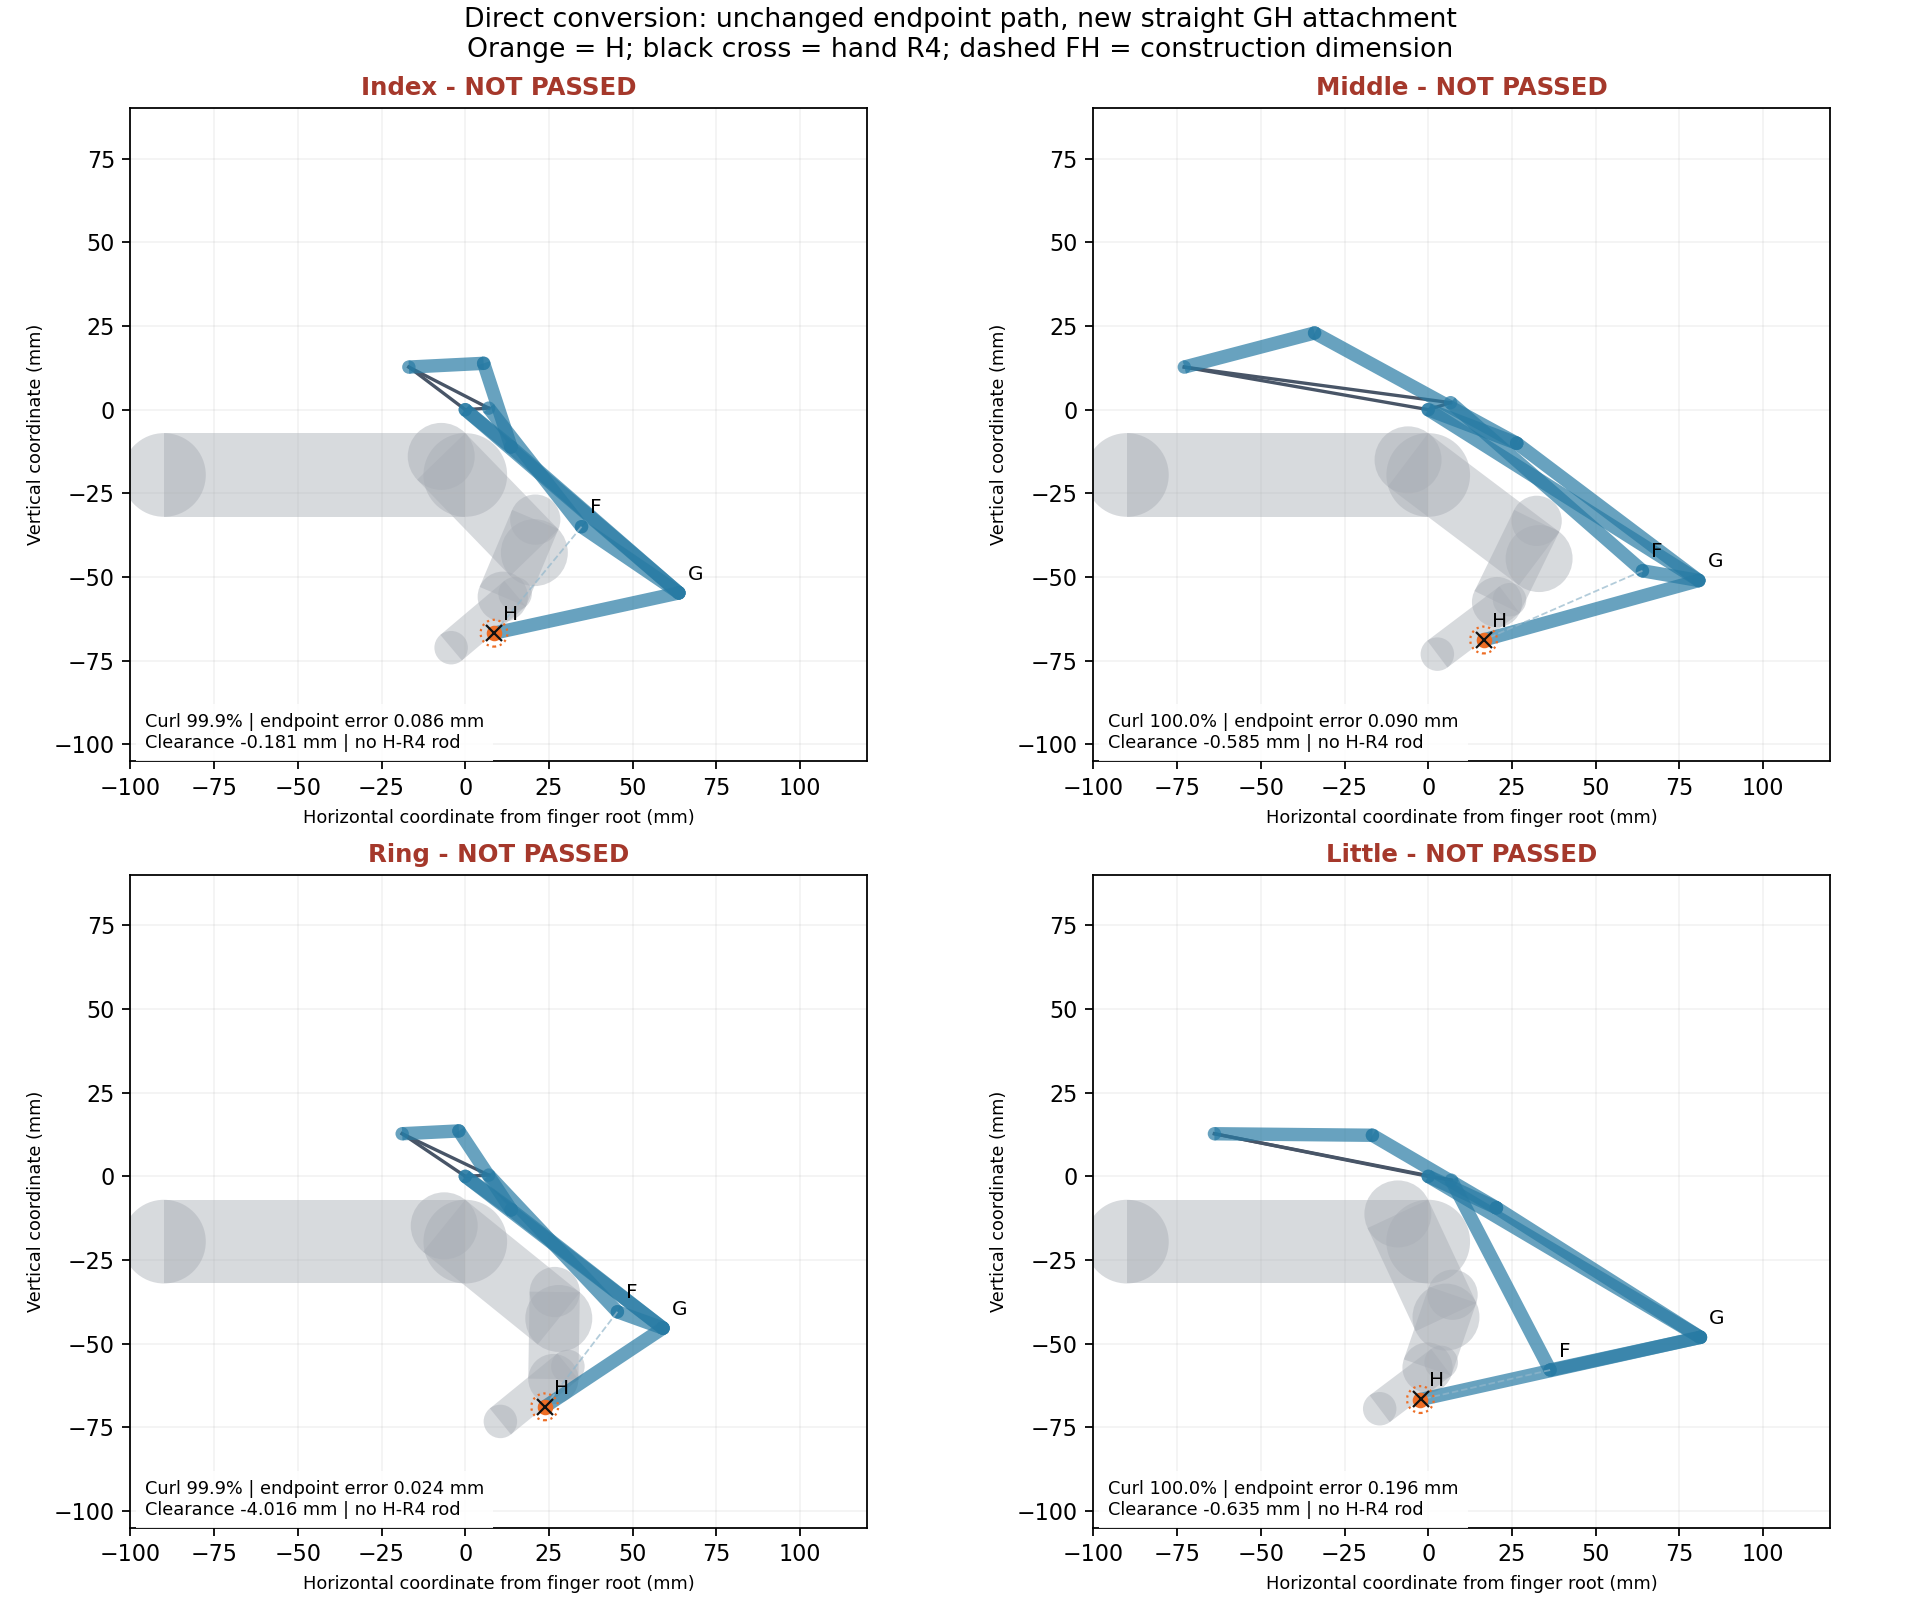 Direct conversion: unchanged endpoint path, new straight GH attachment
Orange = H; black cross = hand R4; dashed FH = construction dimension
Index - NOT PASSED
Vertical coordinate (mm)
75
50
25
0
−25
−50
−75
−100
F
G
H
Curl 99.9% | endpoint error 0.086 mm
Clearance -0.181 mm | no H-R4 rod
−100 −75 −50 −25 0 25 50 75 100
Horizontal coordinate from finger root (mm)
Middle - NOT PASSED
Vertical coordinate (mm)
75
50
25
0
−25
−50
−75
−100
F
G
H
Curl 100.0% | endpoint error 0.090 mm
Clearance -0.585 mm | no H-R4 rod
−100 −75 −50 −25 0 25 50 75 100
Horizontal coordinate from finger root (mm)
Ring - NOT PASSED
Vertical coordinate (mm)
75
50
25
0
−25
−50
−75
−100
F
G
H
Curl 99.9% | endpoint error 0.024 mm
Clearance -4.016 mm | no H-R4 rod
−100 −75 −50 −25 0 25 50 75 100
Horizontal coordinate from finger root (mm)
Little - NOT PASSED
Vertical coordinate (mm)
75
50
25
0
−25
−50
−75
−100
G
F
H
Curl 100.0% | endpoint error 0.196 mm
Clearance -0.635 mm | no H-R4 rod
−100 −75 −50 −25 0 25 50 75 100
Horizontal coordinate from finger root (mm)